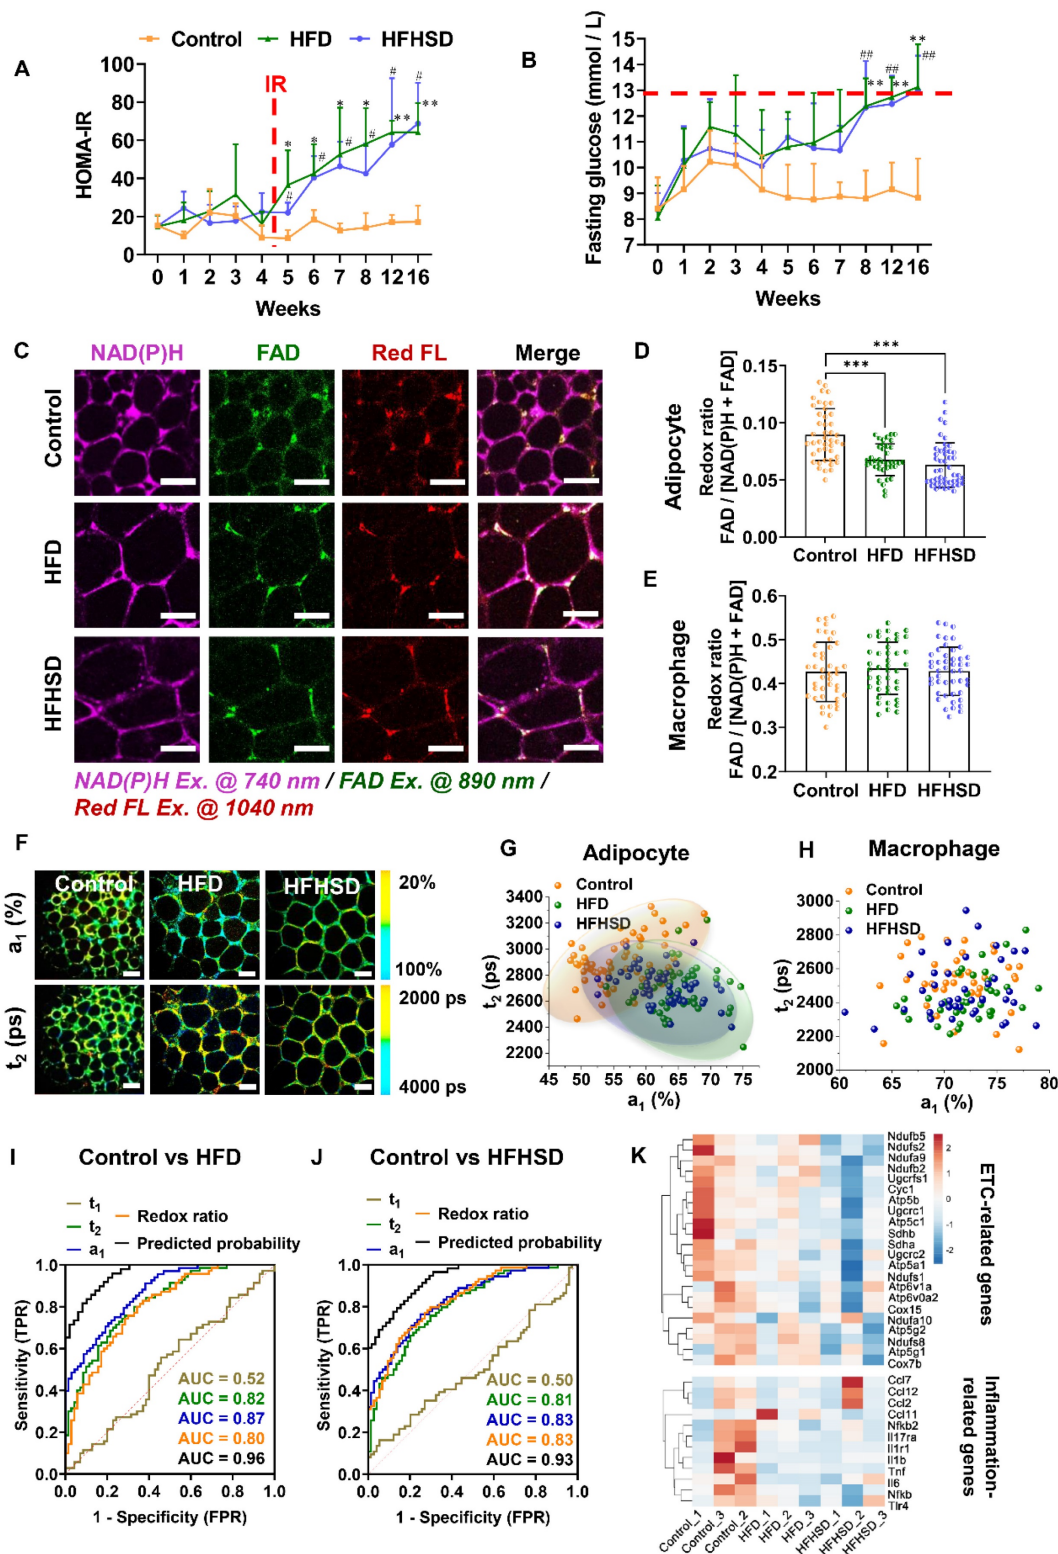 A
Control HFD HFHSD
HOMA-IR
100
80
60
40
20
0
IR
* * * # #
# # # # **
**
0 1 2 3 4 5 6 7 8 12 16
Weeks
B
Fasting glucose (mmol / L)
15
14
13
12
11
10
9
8
7
**
## ## ##
** **
0 1 2 3 4 5 6 7 8 12 16
Weeks
C
NAD(P)H FAD Red FL Merge
Control
HFD
HFHSD
NAD(P)H Ex. @ 740 nm / FAD Ex. @ 890 nm /
Red FL Ex. @ 1040 nm
D
Adipocyte
Redox ratio
FAD / [NAD(P)H + FAD]
***
***
0.15
0.10
0.05
0.00
Control HFD HFHSD
E
Macrophage
Redox ratio
FAD / [NAD(P)H + FAD]
0.6
0.5
0.4
0.3
0.2
Control HFD HFHSD
F
Control HFD HFHSD
a1 (%)
20%
100%
t2 (ps)
2000 ps
4000 ps
G Adipocyte
Control
HFD
HFHSD
t2 (ps)
3400
3200
3000
2800
2600
2400
2200
45 50 55 60 65 70 75
a1 (%)
H Macrophage
Control
HFD
HFHSD
t2 (ps)
3000
2800
2600
2400
2200
2000
60 65 70 75 80
a1 (%)
I Control vs HFD
t1
t2 Redox ratio
a1 Predicted probability
Sensitivity (TPR)
1.0
0.8
0.6
0.4
0.2
0.0
AUC = 0.52
AUC = 0.82
AUC = 0.87
AUC = 0.80
AUC = 0.96
0.0 0.2 0.4 0.6 0.8 1.0
1 - Specificity (FPR)
J Control vs HFHSD
t1
t2 Redox ratio
a1 Predicted probability
Sensitivity (TPR)
1.0
0.8
0.6
0.4
0.2
0.0
AUC = 0.50
AUC = 0.81
AUC = 0.83
AUC = 0.83
AUC = 0.93
0.0 0.2 0.4 0.6 0.8 1.0
1 - Specificity (FPR)
K
Ndufb5
Ndufs2
Ndufa9
Ndufb2
Uqcrfs1
Cyc1
Atp5b
Uqcrc1
Atp5c1
Sdhb
Sdha
Uqcrc2
Atp5a1
Ndufs1
Atp6v1a
Atp6v0a2
Cox15
Ndufa10
Atp5g2
Ndufs8
Atp5g1
Cox7b
2
1
0
-1
-2
ETC-related genes
Ccl7
Ccl12
Ccl2
Ccl11
Nfkb2
Il17ra
Il1r1
Il1b
Tnf
Il6
Nfkb
Tlr4
Inflammation-
related genes
Control_1
Control_3
Control_2
HFD_1
HFD_2
HFD_3
HFHSD_1
HFHSD_2
HFHSD_3